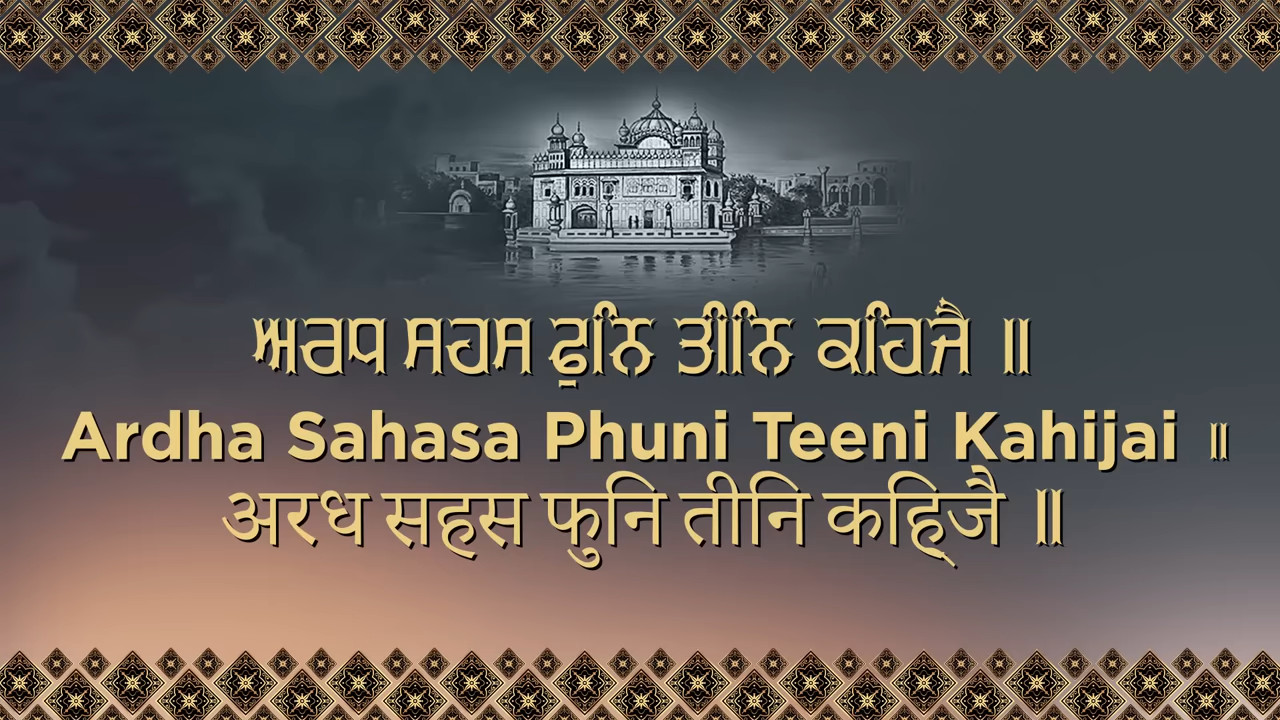 ਅਰਧ ਸਹਸ ਫੁਨਿ ਤੀਨਿ ਕਹਿਜੈ ॥
Ardha Sahasa Phuni Teeni Kahijai ॥
अरध सहस फुनि तीनि कहि्जै ॥